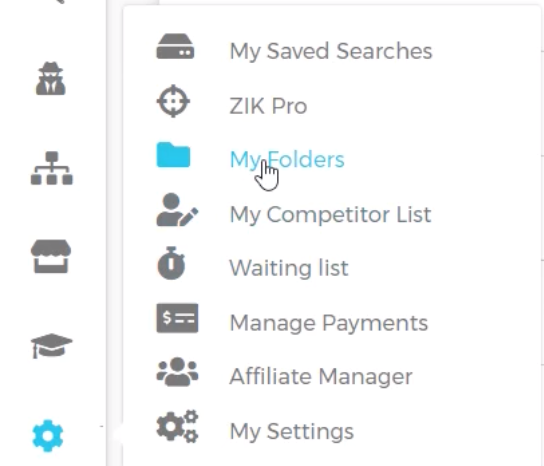 My Saved Searches
ZIK Pro
My Folders
My Competitor List
Waiting list
Manage Payments
Affiliate Manager
My Settings